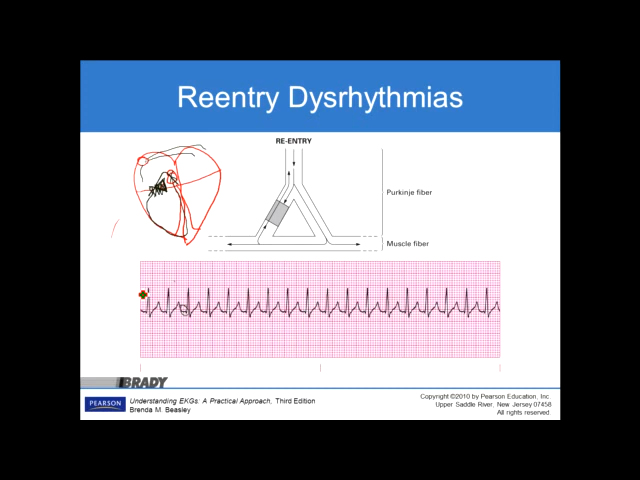 Reentry Dysrhythmias
RE-ENTRY
Purkinje fiber
Muscle fiber
BRADY
PEARSON
Understanding EKGs: A Practical Approach, Third Edition
Brenda M. Beasley
Copyright ©2010 by Pearson Education, Inc.
Upper Saddle River, New Jersey 07458
All rights reserved.